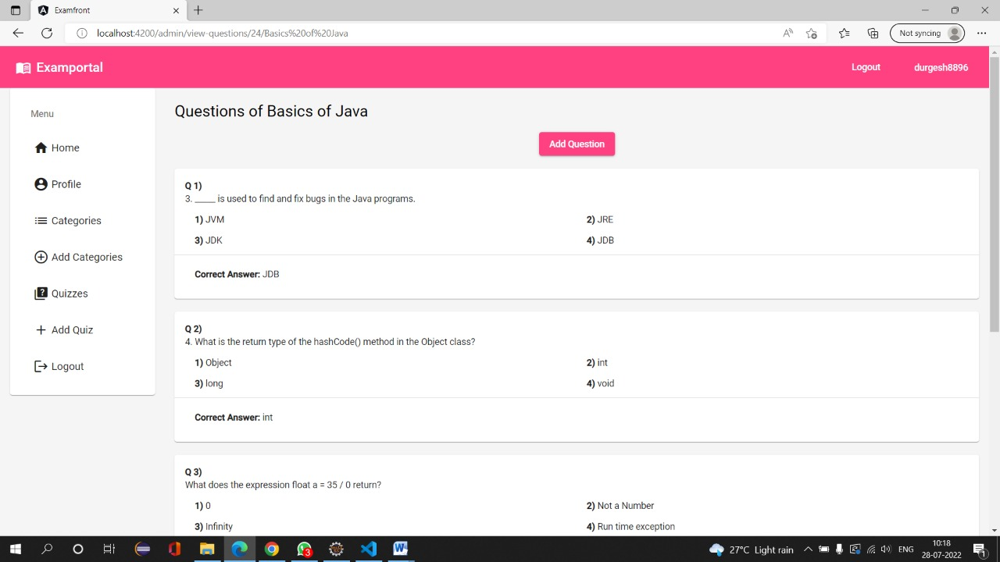 Examfront
localhost:4200/admin/view-questions/24/Basics%20of%20Java
Not syncing
Examportal
Logout
durgesh8896
Menu
Home
Profile
Categories
Add Categories
Quizzes
Add Quiz
Logout
Questions of Basics of Java
Add Question
Q 1)
3. _____ is used to find and fix bugs in the Java programs.
1) JVM
2) JRE
3) JDK
4) JDB
Correct Answer: JDB
Q 2)
4. What is the return type of the hashCode() method in the Object class?
1) Object
2) int
3) long
4) void
Correct Answer: int
Q 3)
What does the expression float a = 35 / 0 return?
1) 0
2) Not a Number
3) Infinity
4) Run time exception
3
27°C Light rain
ENG
10:18
28-07-2022
1